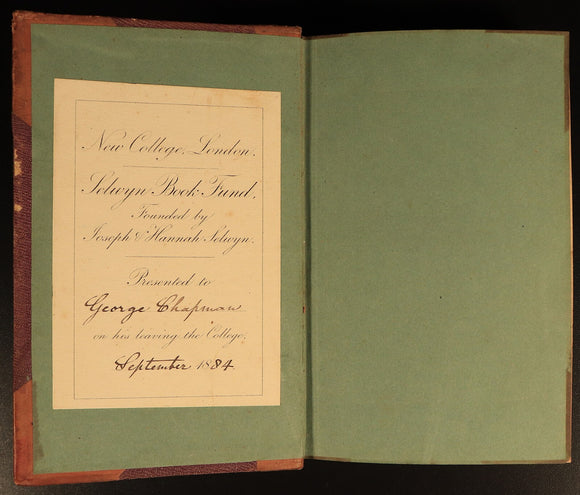 New College, London.
Selwyn Book Fund,
Founded by
Joseph & Hannah Selwyn.
Presented to
George Chapman
on his leaving the College,
September 1884